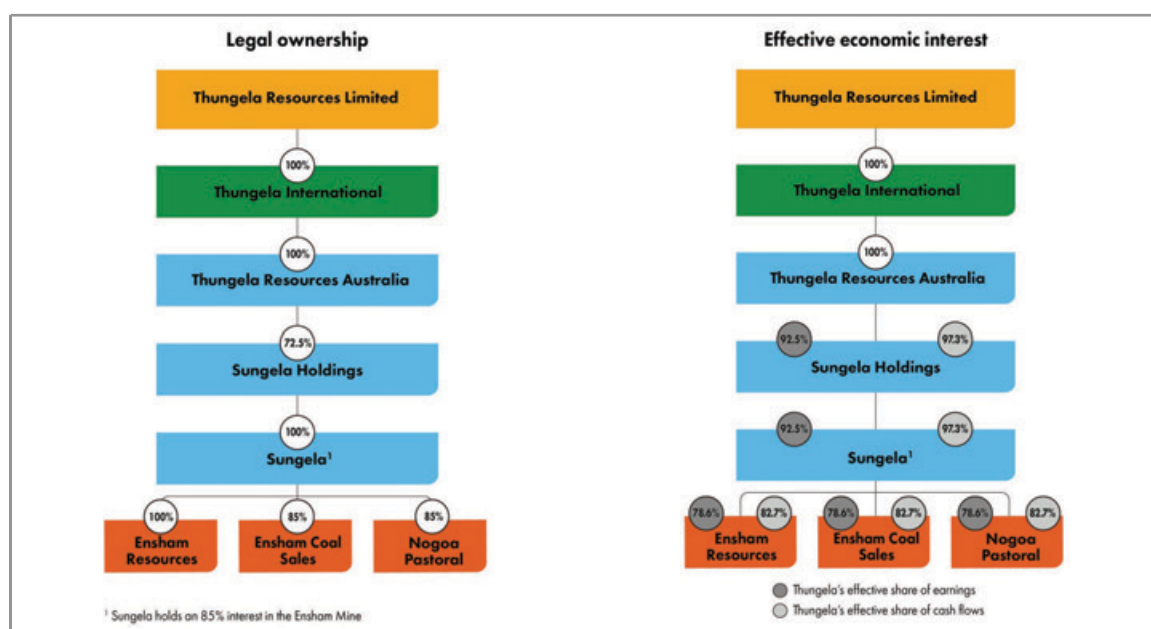 Legal ownership
Thungela Resources Limited
100%
Thungela International
100%
Thungela Resources Australia
72.5%
Sungela Holdings
100%
Sungela¹
100%
Ensham
Resources
85%
Ensham Coal
Sales
85%
Nogoa
Pastoral
¹ Sungela holds an 85% interest in the Ensham Mine
Effective economic interest
Thungela Resources Limited
100%
Thungela International
100%
Thungela Resources Australia
92.5% 97.3%
Sungela Holdings
92.5% 97.3%
Sungela¹
78.6% 82.7%
Ensham
Resources
78.6% 82.7%
Ensham Coal
Sales
78.6% 82.7%
Nogoa
Pastoral
Thungela's effective share of earnings
Thungela's effective share of cash flows